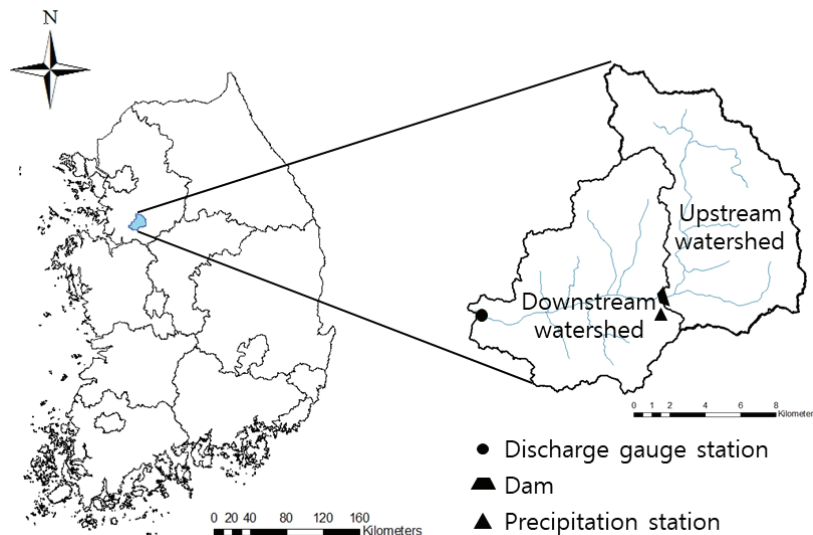 N
Upstream
watershed
Downstream
watershed
0 1 2 4 6 8
Kilometers
Discharge gauge station
Dam
Precipitation station
0 20 40 80 120 160
Kilometers